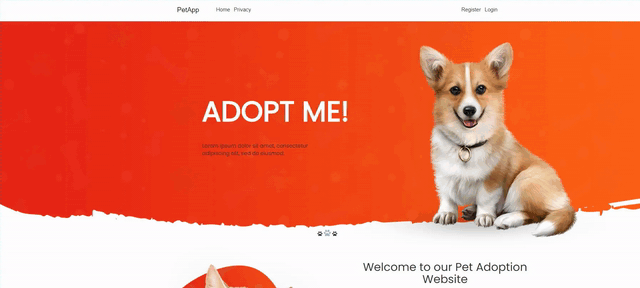 PetApp Home Privacy Register Login
ADOPT ME!
Lorem ipsum dolor sit amet, consectetur
adipiscing elit, sed do eiusmod.
Welcome to our Pet Adoption
Website